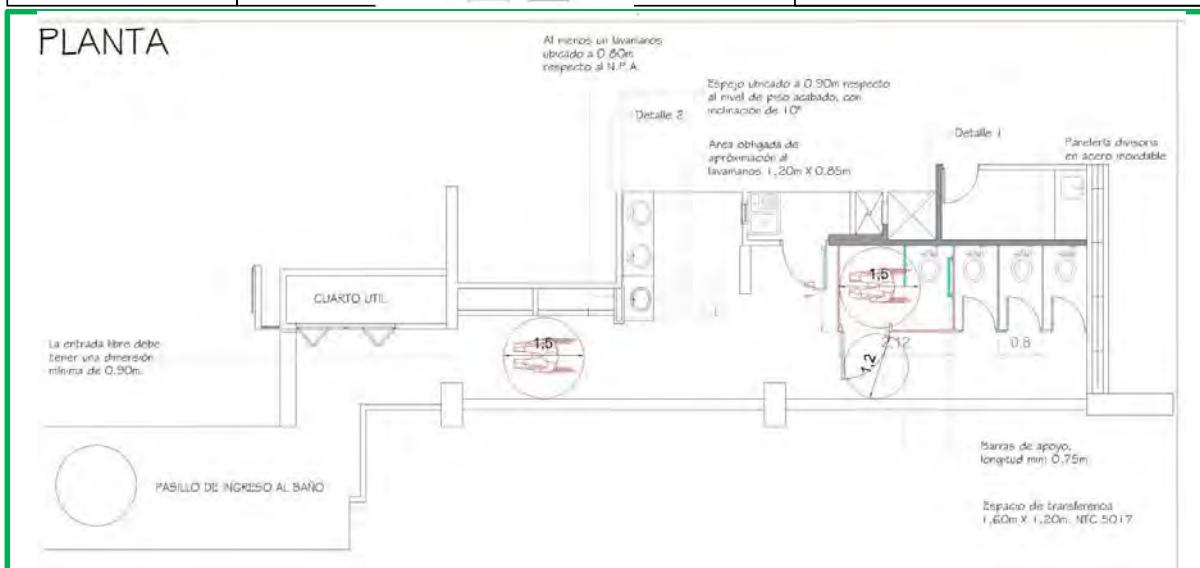 PLANTA
Al menos un lavamanos
ubicado a 0.80m
respecto al N.P.A.
Espejo ubicado a 0.90m respecto
al nivel de piso acabado, con
inclinación de 10°
Detalle 2
Detalle 1
Area obligada de
aproximación al
lavamanos 1,20m X 0.85m
Panelería divisoria
en acero inoxidable
CUARTO UTIL
1,5
1,5
La entrada libre debe
tener una dimensión
mínima de 0.90m.
2,12
0.8
1,2
Barras de apoyo,
longitud min: 0.75m
PASILLO DE INGRESO AL BAÑO
Espacio de transferencia
1,60m X 1,20m. NTC 5017